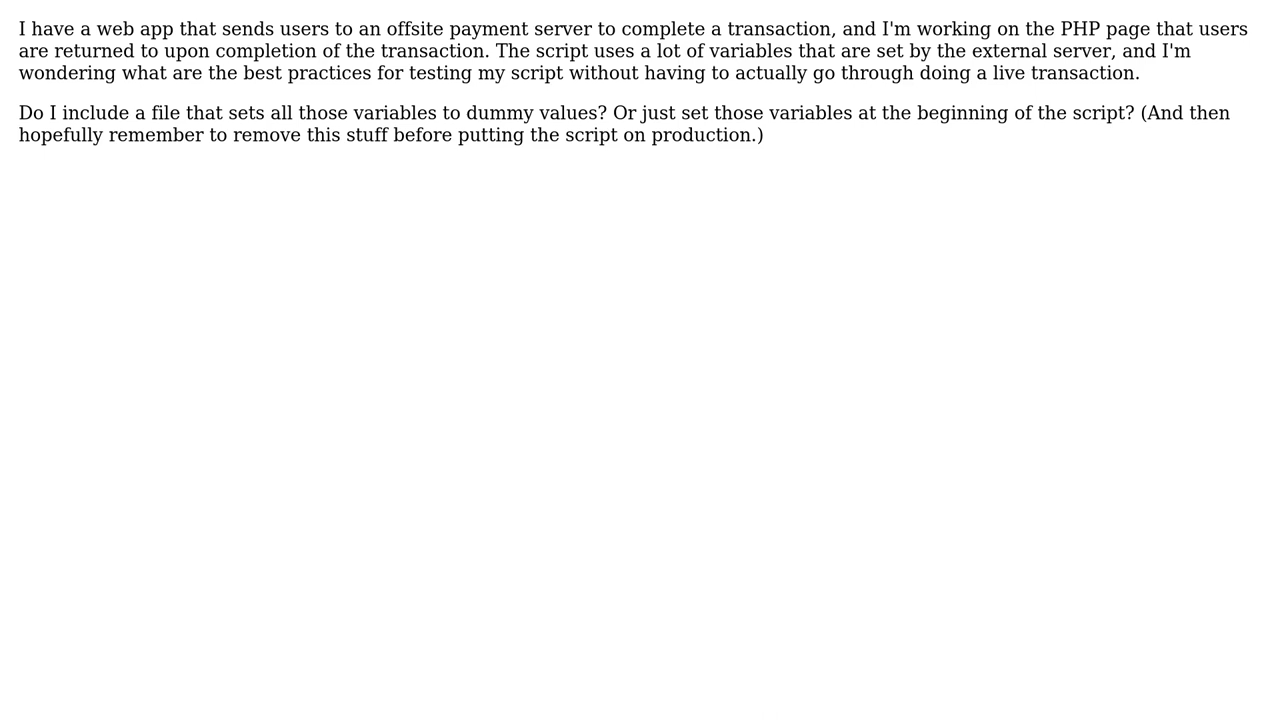 I have a web app that sends users to an offsite payment server to complete a transaction, and I'm working on the PHP page that users
are returned to upon completion of the transaction. The script uses a lot of variables that are set by the external server, and I'm
wondering what are the best practices for testing my script without having to actually go through doing a live transaction.
Do I include a file that sets all those variables to dummy values? Or just set those variables at the beginning of the script? (And then
hopefully remember to remove this stuff before putting the script on production.)